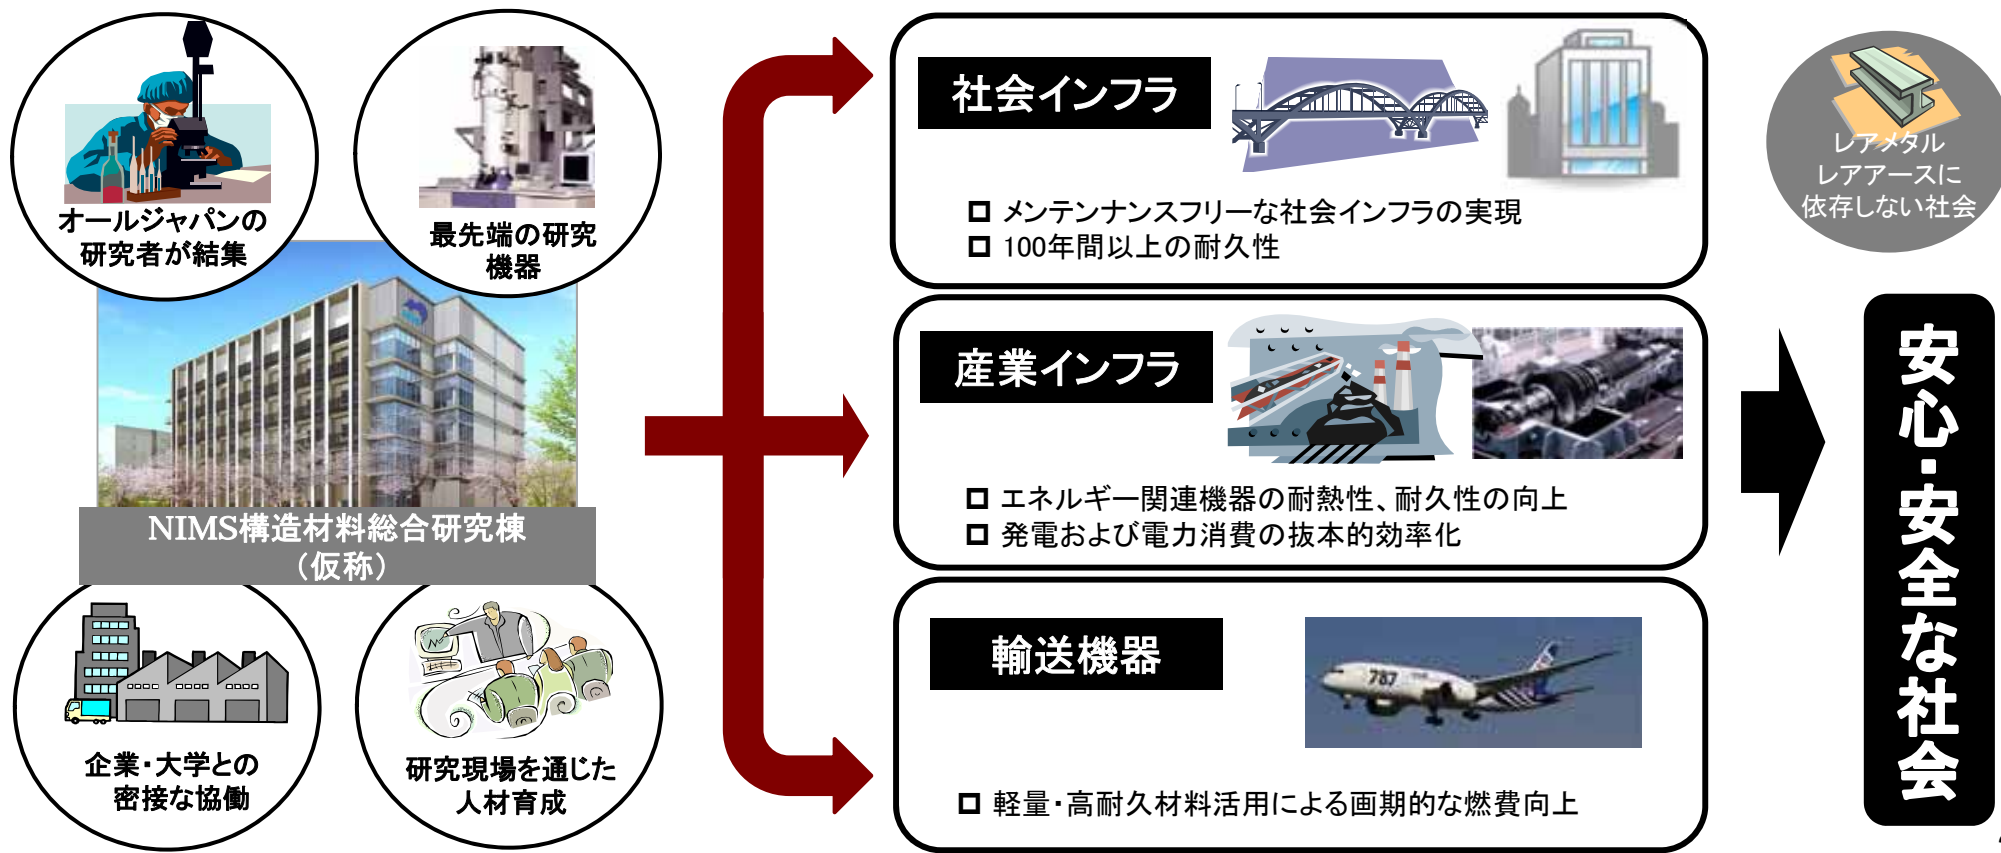 オールジャパンの
研究者が結集
最先端の研究
機器
NIMS構造材料総合研究棟
(仮称)
企業・大学との
密接な協働
研究現場を通じた
人材育成
社会インフラ
メンテンナンスフリーな社会インフラの実現
100年間以上の耐久性
産業インフラ
エネルギー関連機器の耐熱性、耐久性の向上
発電および電力消費の抜本的効率化
輸送機器
787
軽量・高耐久材料活用による画期的な燃費向上
レアメタル
レアアースに
依存しない社会
安心・安全な社会